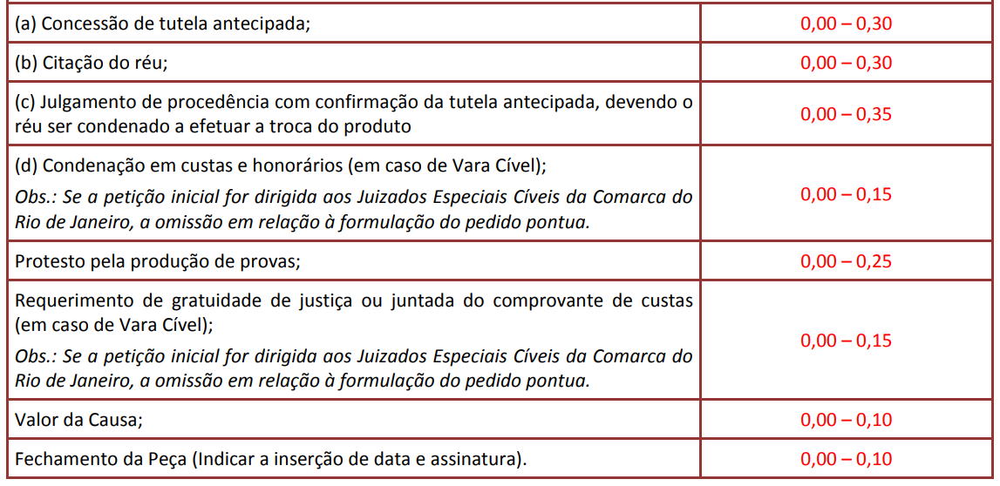 (a) Concessão de tutela antecipada;
0,00 – 0,30
(b) Citação do réu;
0,00 – 0,30
(c) Julgamento de procedência com confirmação da tutela antecipada, devendo o
réu ser condenado a efetuar a troca do produto
0,00 – 0,35
(d) Condenação em custas e honorários (em caso de Vara Cível);
Obs.: Se a petição inicial for dirigida aos Juizados Especiais Cíveis da Comarca do
Rio de Janeiro, a omissão em relação à formulação do pedido pontua.
0,00 – 0,15
Protesto pela produção de provas;
0,00 – 0,25
Requerimento de gratuidade de justiça ou juntada do comprovante de custas
(em caso de Vara Cível);
Obs.: Se a petição inicial for dirigida aos Juizados Especiais Cíveis da Comarca do
Rio de Janeiro, a omissão em relação à formulação do pedido pontua.
0,00 – 0,15
Valor da Causa;
0,00 – 0,10
Fechamento da Peça (Indicar a inserção de data e assinatura).
0,00 – 0,10